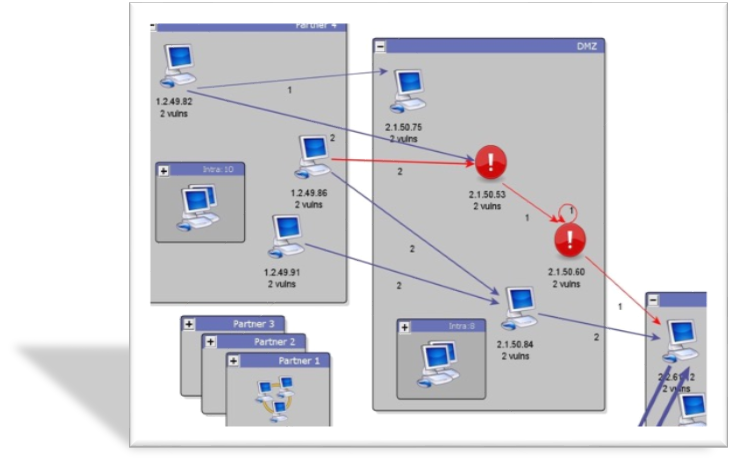 Partner 4
DMZ
1
1.2.49.82
2 vulns
2.1.50.75
2 vulns
2
2
Intra: 10
1.2.49.86
2 vulns
2.1.50.53
2 vulns
1
1
1.2.49.91
2 vulns
2
2
2.1.50.60
2 vulns
1
Partner 3
Partner 2
Partner 1
Intra:8
2.1.50.84
2 vulns
2
2 vulns